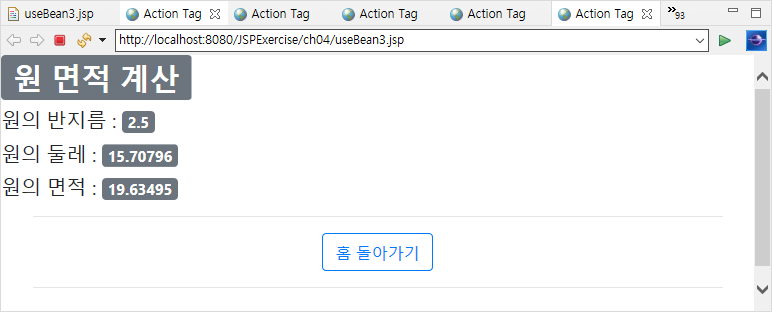 useBean3.jsp Action Tag Action Tag Action Tag Action Tag Action Tag »93
http://localhost:8080/JSPExercise/ch04/useBean3.jsp
원 면적 계산
원의 반지름 : 2.5
원의 둘레 : 15.70796
원의 면적 : 19.63495
홈 돌아가기